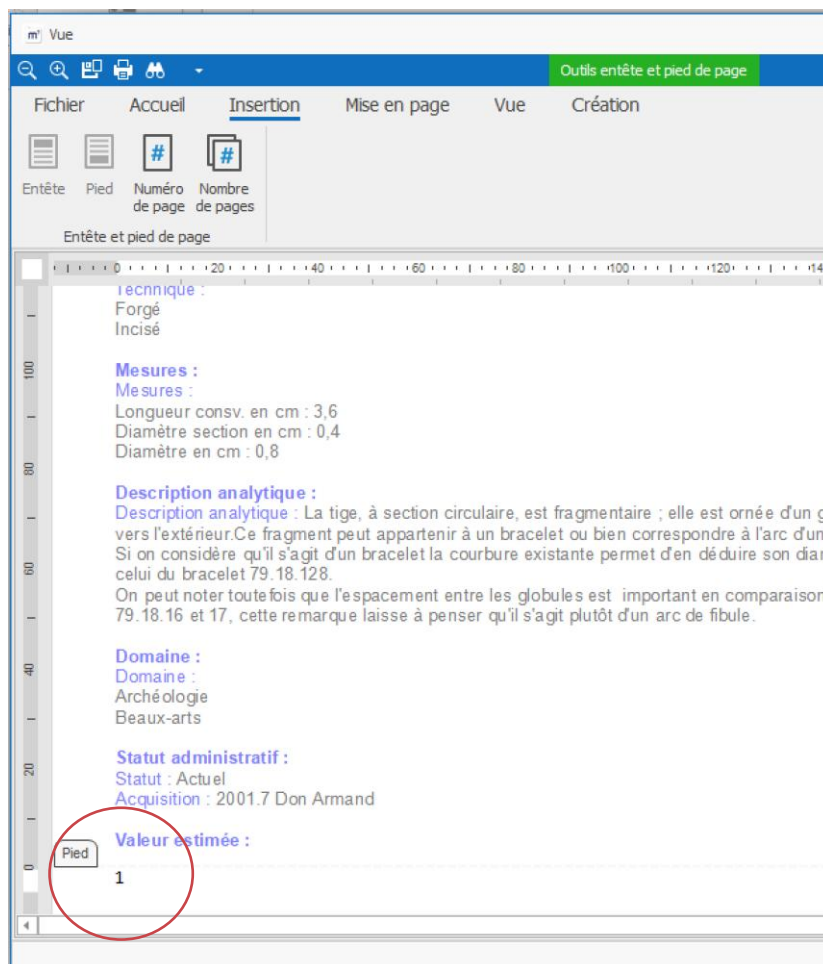 m³ Vue
Outils entête et pied de page
Fichier Accueil Insertion Mise en page Vue Création
# #
Entête Pied Numéro de page Nombre de pages
Entête et pied de page
0 20 40 60 80 100 120 14
Technique :
Forgé
Incisé
100
Mesures :
Mesures :
Longueur consv. en cm : 3,6
Diamètre section en cm : 0,4
Diamètre en cm : 0,8
80
Description analytique :
Description analytique : La tige, à section circulaire, est fragmentaire ; elle est ornée d'un g
vers l'extérieur.Ce fragment peut appartenir à un bracelet ou bien correspondre à l'arc d'un
Si on considère qu'il s'agit d'un bracelet la courbure existante permet d'en déduire son diar
60
celui du bracelet 79.18.128.
On peut noter toutefois que l'espacement entre les globules est important en comparaison
79.18.16 et 17, cette remarque laisse à penser qu'il s'agit plutôt d'un arc de fibule.
Domaine :
40
Domaine :
Archéologie
Beaux-arts
Statut administratif :
20
Statut : Actuel
Acquisition : 2001.7 Don Armand
Valeur estimée :
Pied
0
1